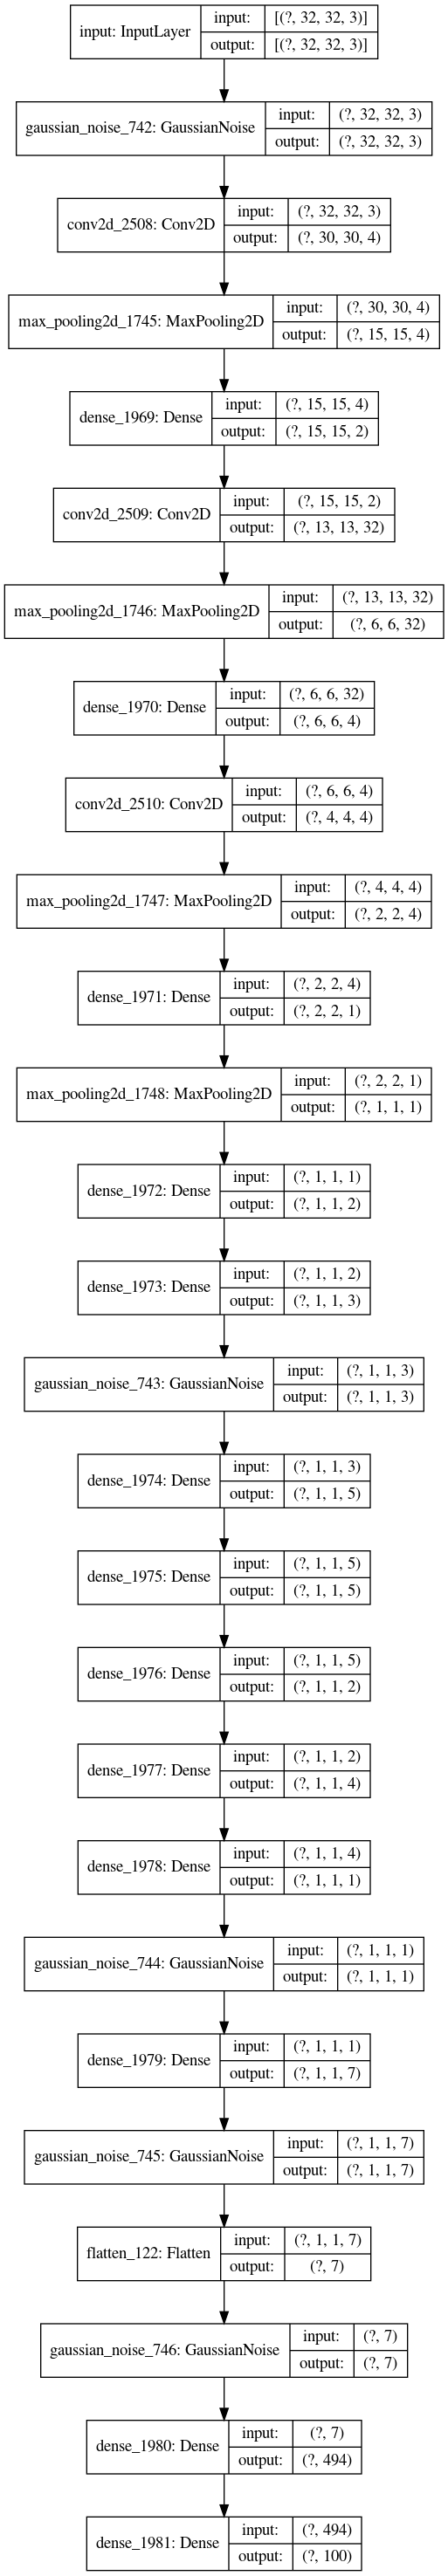 input: InputLayer
input: [(?, 32, 32, 3)]
output: [(?, 32, 32, 3)]
gaussian_noise_742: GaussianNoise
input: (?, 32, 32, 3)
output: (?, 32, 32, 3)
conv2d_2508: Conv2D
input: (?, 32, 32, 3)
output: (?, 30, 30, 4)
max_pooling2d_1745: MaxPooling2D
input: (?, 30, 30, 4)
output: (?, 15, 15, 4)
dense_1969: Dense
input: (?, 15, 15, 4)
output: (?, 15, 15, 2)
conv2d_2509: Conv2D
input: (?, 15, 15, 2)
output: (?, 13, 13, 32)
max_pooling2d_1746: MaxPooling2D
input: (?, 13, 13, 32)
output: (?, 6, 6, 32)
dense_1970: Dense
input: (?, 6, 6, 32)
output: (?, 6, 6, 4)
conv2d_2510: Conv2D
input: (?, 6, 6, 4)
output: (?, 4, 4, 4)
max_pooling2d_1747: MaxPooling2D
input: (?, 4, 4, 4)
output: (?, 2, 2, 4)
dense_1971: Dense
input: (?, 2, 2, 4)
output: (?, 2, 2, 1)
max_pooling2d_1748: MaxPooling2D
input: (?, 2, 2, 1)
output: (?, 1, 1, 1)
dense_1972: Dense
input: (?, 1, 1, 1)
output: (?, 1, 1, 2)
dense_1973: Dense
input: (?, 1, 1, 2)
output: (?, 1, 1, 3)
gaussian_noise_743: GaussianNoise
input: (?, 1, 1, 3)
output: (?, 1, 1, 3)
dense_1974: Dense
input: (?, 1, 1, 3)
output: (?, 1, 1, 5)
dense_1975: Dense
input: (?, 1, 1, 5)
output: (?, 1, 1, 5)
dense_1976: Dense
input: (?, 1, 1, 5)
output: (?, 1, 1, 2)
dense_1977: Dense
input: (?, 1, 1, 2)
output: (?, 1, 1, 4)
dense_1978: Dense
input: (?, 1, 1, 4)
output: (?, 1, 1, 1)
gaussian_noise_744: GaussianNoise
input: (?, 1, 1, 1)
output: (?, 1, 1, 1)
dense_1979: Dense
input: (?, 1, 1, 1)
output: (?, 1, 1, 7)
gaussian_noise_745: GaussianNoise
input: (?, 1, 1, 7)
output: (?, 1, 1, 7)
flatten_122: Flatten
input: (?, 1, 1, 7)
output: (?, 7)
gaussian_noise_746: GaussianNoise
input: (?, 7)
output: (?, 7)
dense_1980: Dense
input: (?, 7)
output: (?, 494)
dense_1981: Dense
input: (?, 494)
output: (?, 100)